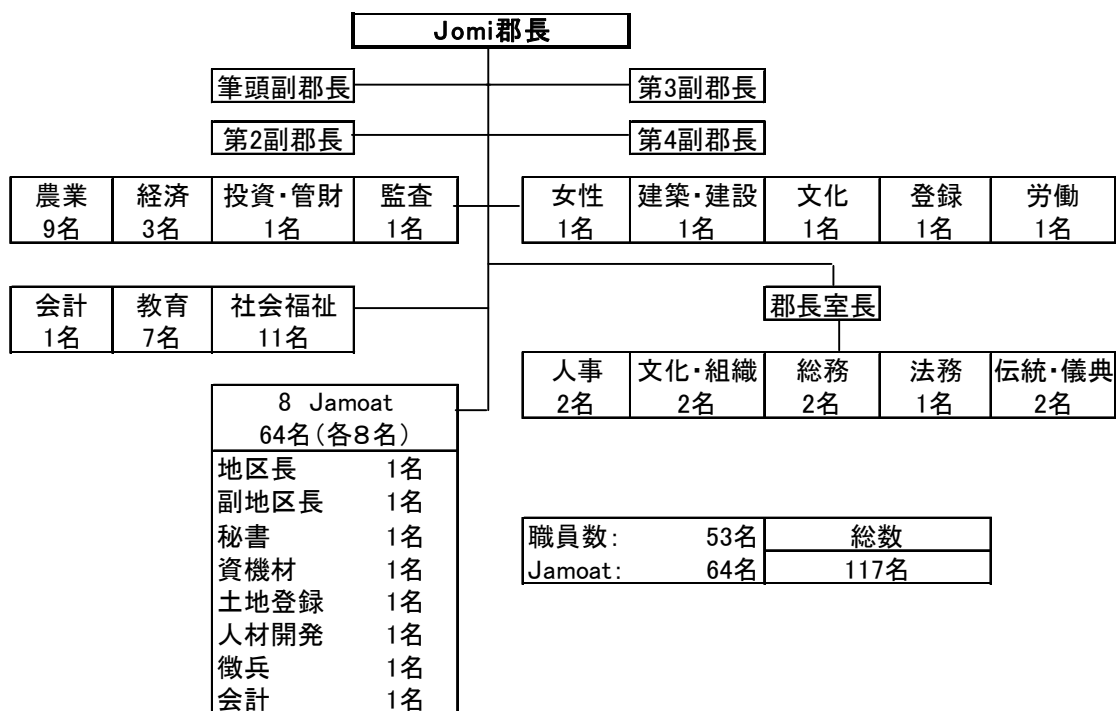 Jomi郡長
筆頭副郡長 第3副郡長
第2副郡長 第4副郡長
農業 経済 投資・管財 監査 女性 建築・建設 文化 登録 労働
9名 3名 1名 1名 1名 1名 1名 1名 1名
会計 教育 社会福祉 郡長室長
1名 7名 11名
人事 文化・組織 総務 法務 伝統・儀典
2名 2名 2名 1名 2名
8 Jamoat
64名(各８名)
地区長 1名
副地区長 1名
秘書 1名
資機材 1名
土地登録 1名
人材開発 1名
徴兵 1名
会計 1名
職員数: 53名 総数
Jamoat: 64名 117名